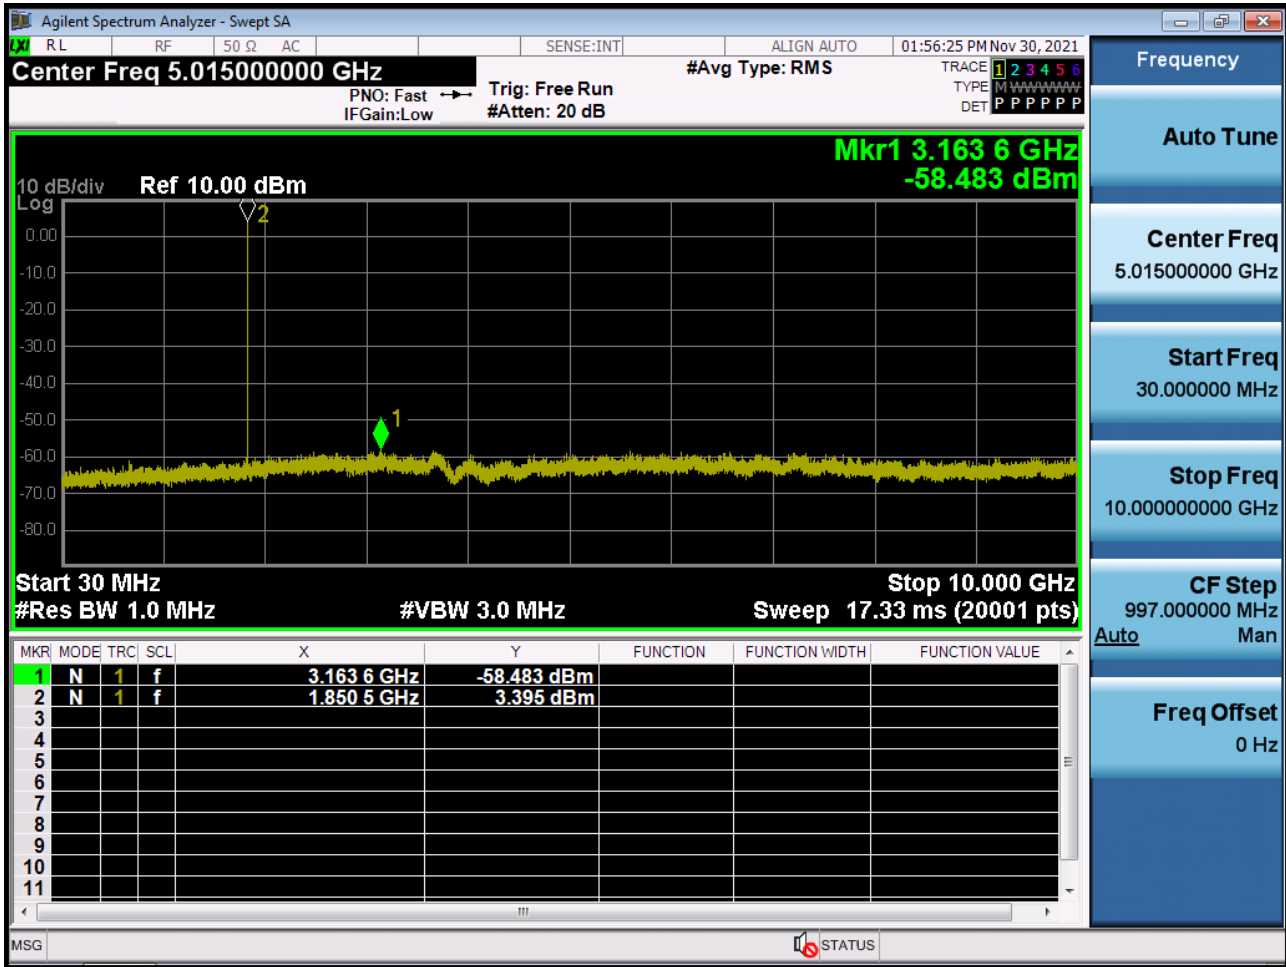 Agilent Spectrum Analyzer - Swept SA
LXI RL RF 50 Ω AC SENSE:INT ALIGN AUTO 01:56:25 PM Nov 30, 2021
Center Freq 5.015000000 GHz #Avg Type: RMS TRACE 1 2 3 4 5 6
PNO: Fast Trig: Free Run TYPE M WWWWW
IFGain:Low #Atten: 20 dB DET P P P P P P
Mkr1 3.163 6 GHz
-58.483 dBm
10 dB/div Ref 10.00 dBm
Log
2
0.00
-10.0
-20.0
-30.0
-40.0
-50.0
1
-60.0
-70.0
-80.0
Start 30 MHz Stop 10.000 GHz
#Res BW 1.0 MHz #VBW 3.0 MHz Sweep 17.33 ms (20001 pts)
MKR MODE TRC SCL X Y FUNCTION FUNCTION WIDTH FUNCTION VALUE
1 N 1 f 3.163 6 GHz -58.483 dBm
2 N 1 f 1.850 5 GHz 3.395 dBm
3
4
5
6
7
8
9
10
11
MSG STATUS
Frequency
Auto Tune
Center Freq
5.015000000 GHz
Start Freq
30.000000 MHz
Stop Freq
10.000000000 GHz
CF Step
997.000000 MHz
Auto Man
Freq Offset
0 Hz